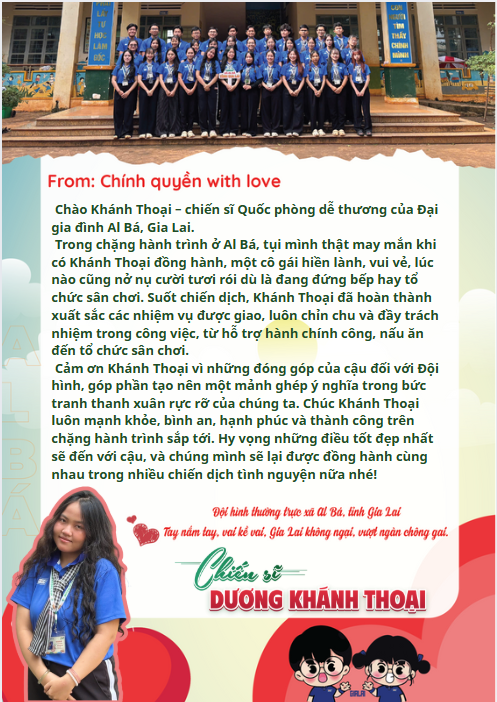 From: Chính quyền with love
Chào Khánh Thoại – chiến sĩ Quốc phòng dễ thương của Đại
gia đình Al Bá, Gia Lai.
Trong chặng hành trình ở Al Bá, tụi mình thật may mắn khi
có Khánh Thoại đồng hành, một cô gái hiền lành, vui vẻ, lúc
nào cũng nở nụ cười tươi rói dù là đang đứng bếp hay tổ
chức sân chơi. Suốt chiến dịch, Khánh Thoại đã hoàn thành
xuất sắc các nhiệm vụ được giao, luôn chỉn chu và đầy trách
nhiệm trong công việc, từ hỗ trợ hành chính công, nấu ăn
đến tổ chức sân chơi.
Cảm ơn Khánh Thoại vì những đóng góp của cậu đối với Đội
hình, góp phần tạo nên một mảnh ghép ý nghĩa trong bức
tranh thanh xuân rực rỡ của chúng ta. Chúc Khánh Thoại
luôn mạnh khỏe, bình an, hạnh phúc và thành công trên
chặng hành trình sắp tới. Hy vọng những điều tốt đẹp nhất
sẽ đến với cậu, và chúng mình sẽ lại được đồng hành cùng
nhau trong nhiều chiến dịch tình nguyện nữa nhé!
Đội hình thường trực xã Al Bá, tỉnh Gia Lai
Tay nắm tay, vai kề vai, Gia Lai không ngại, vượt ngàn chông gai.
Chiến sĩ
DƯƠNG KHÁNH THOẠI
AL BÁ